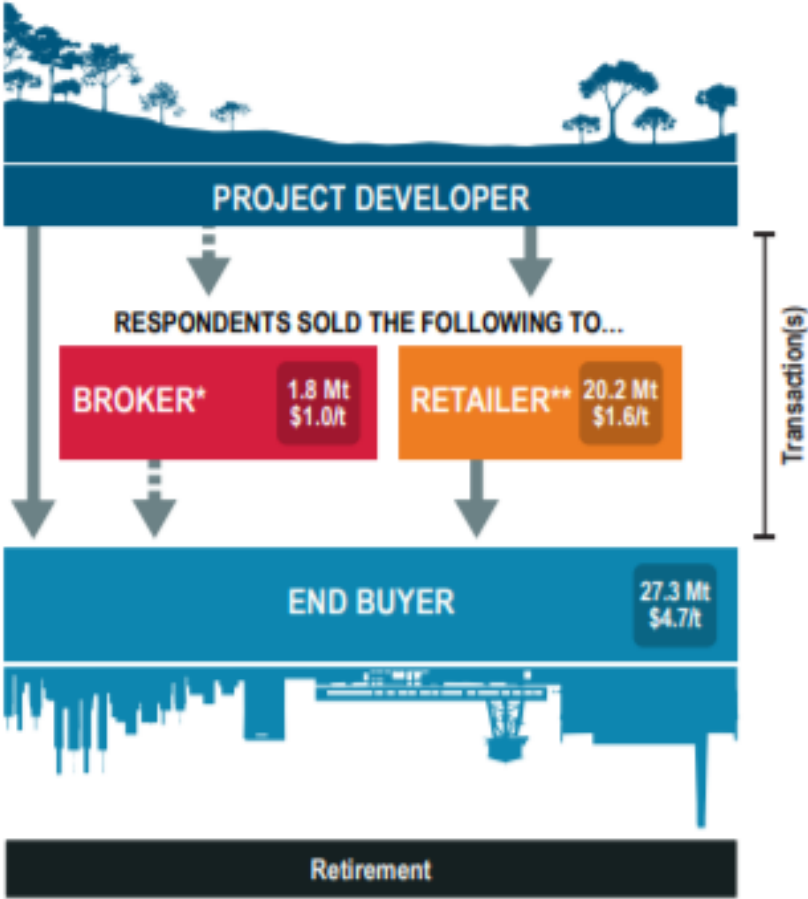 PROJECT DEVELOPER
RESPONDENTS SOLD THE FOLLOWING TO...
BROKER*
1.8 Mt
$1.0/t
RETAILER**
20.2 Mt
$1.6/t
Transaction(s)
END BUYER
27.3 Mt
$4.7/t
Retirement